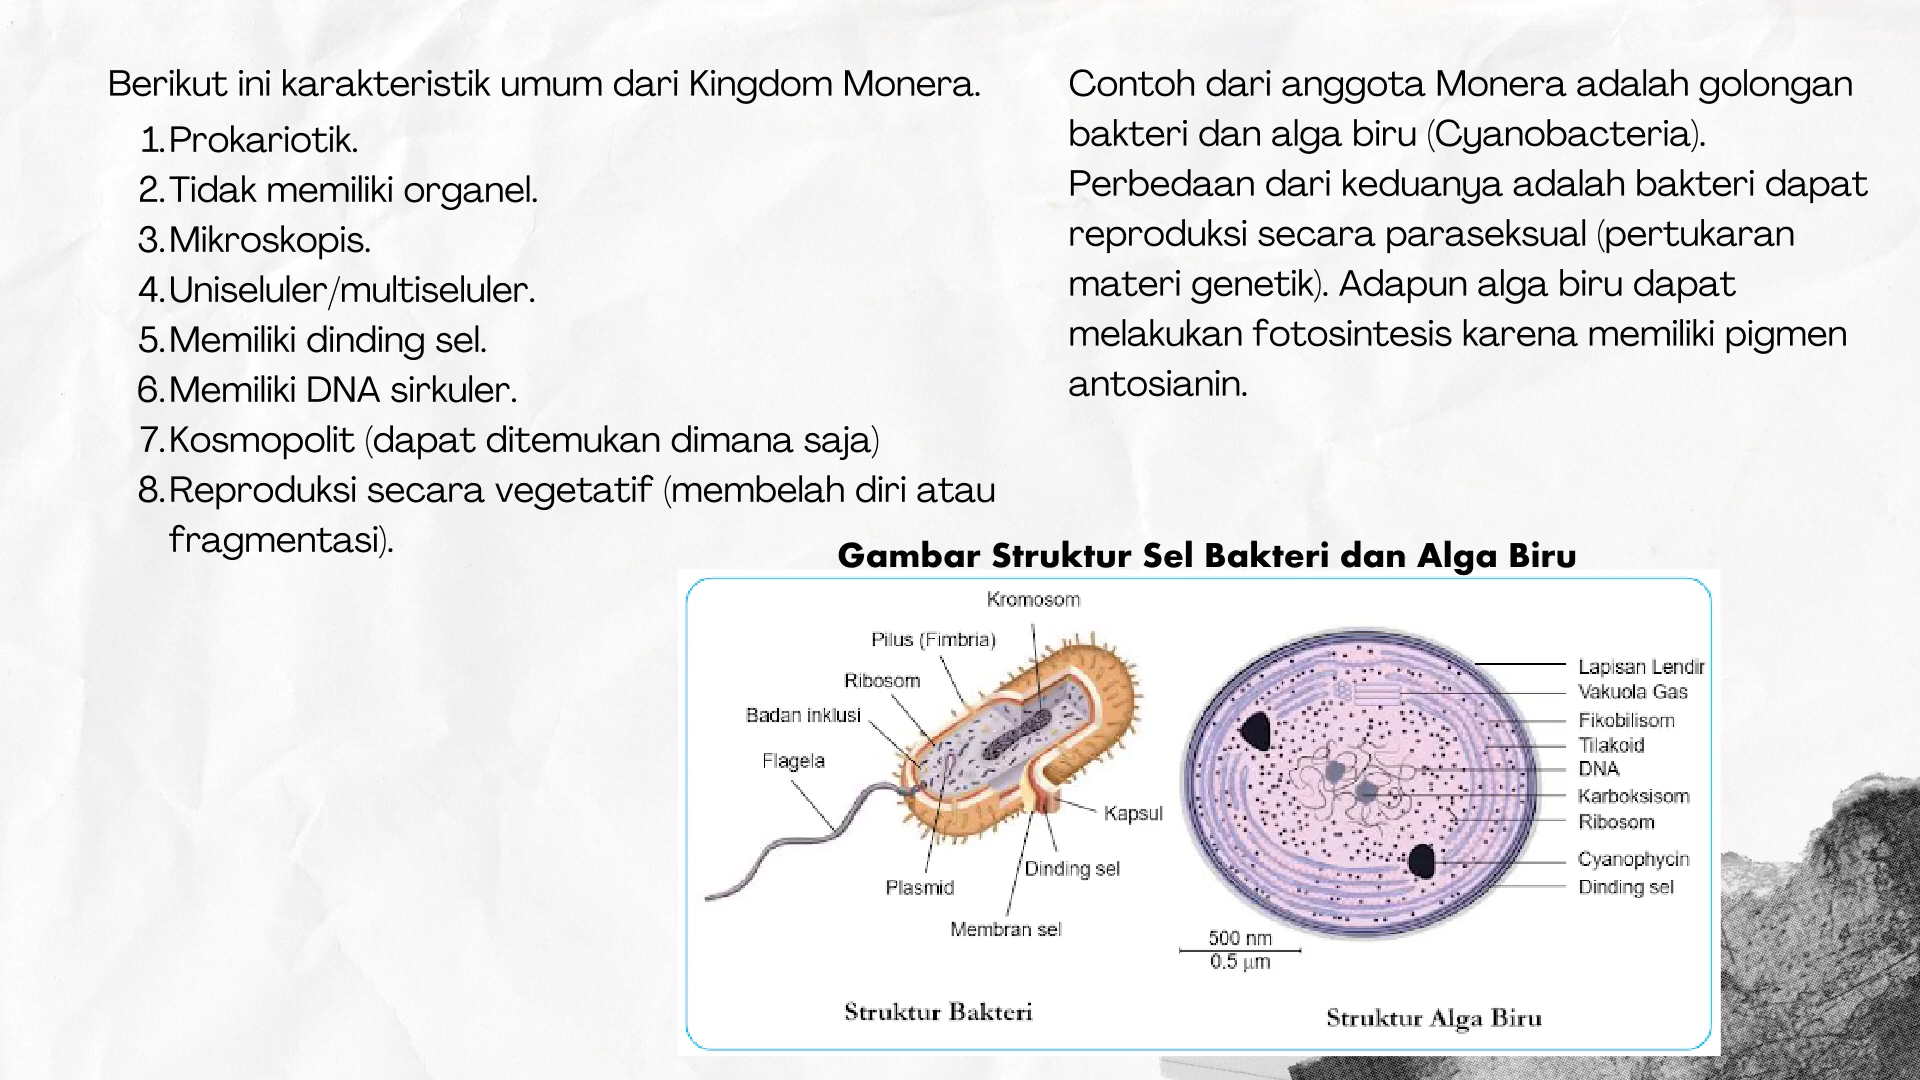 Berikut ini karakteristik umum dari Kingdom Monera.
1. Prokariotik.
2. Tidak memiliki organel.
3. Mikroskopis.
4. Uniseluler/multiseluler.
5. Memiliki dinding sel.
6. Memiliki DNA sirkuler.
7. Kosmopolit (dapat ditemukan dimana saja)
8. Reproduksi secara vegetatif (membelah diri atau
fragmentasi).
Contoh dari anggota Monera adalah golongan
bakteri dan alga biru (Cyanobacteria).
Perbedaan dari keduanya adalah bakteri dapat
reproduksi secara paraseksual (pertukaran
materi genetik). Adapun alga biru dapat
melakukan fotosintesis karena memiliki pigmen
antosianin.
Gambar Struktur Sel Bakteri dan Alga Biru
Kromosom
Pilus (Fimbria)
Ribosom
Badan inklusi
Flagela
Kapsul
Dinding sel
Plasmid
Membran sel
Struktur Bakteri
Lapisan Lendir
Vakuola Gas
Fikobilisom
Tilakoid
DNA
Karboksisom
Ribosom
Cyanophycin
Dinding sel
500 nm
0.5 µm
Struktur Alga Biru